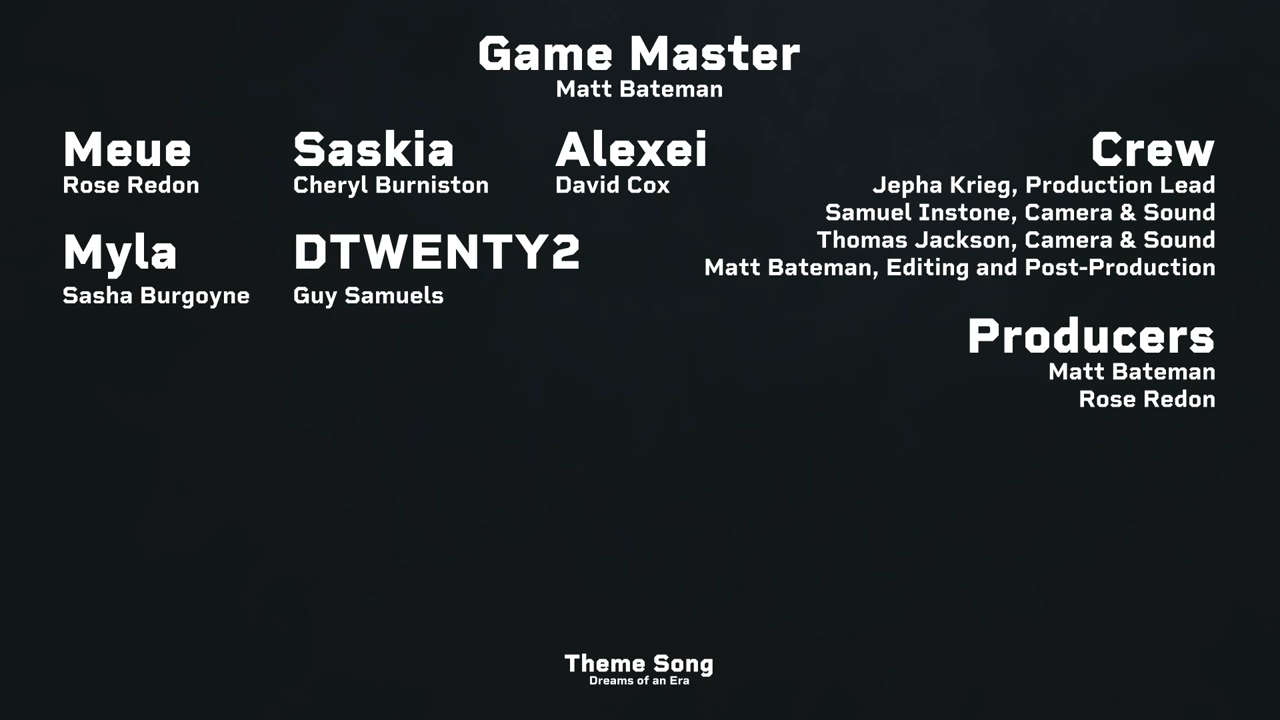 Game Master
Matt Bateman
Meue
Rose Redon
Saskia
Cheryl Burniston
Alexei
David Cox
Myla
Sasha Burgoyne
DTWENTY2
Guy Samuels
Crew
Jepha Krieg, Production Lead
Samuel Instone, Camera & Sound
Thomas Jackson, Camera & Sound
Matt Bateman, Editing and Post-Production
Producers
Matt Bateman
Rose Redon
Theme Song
Dreams of an Era